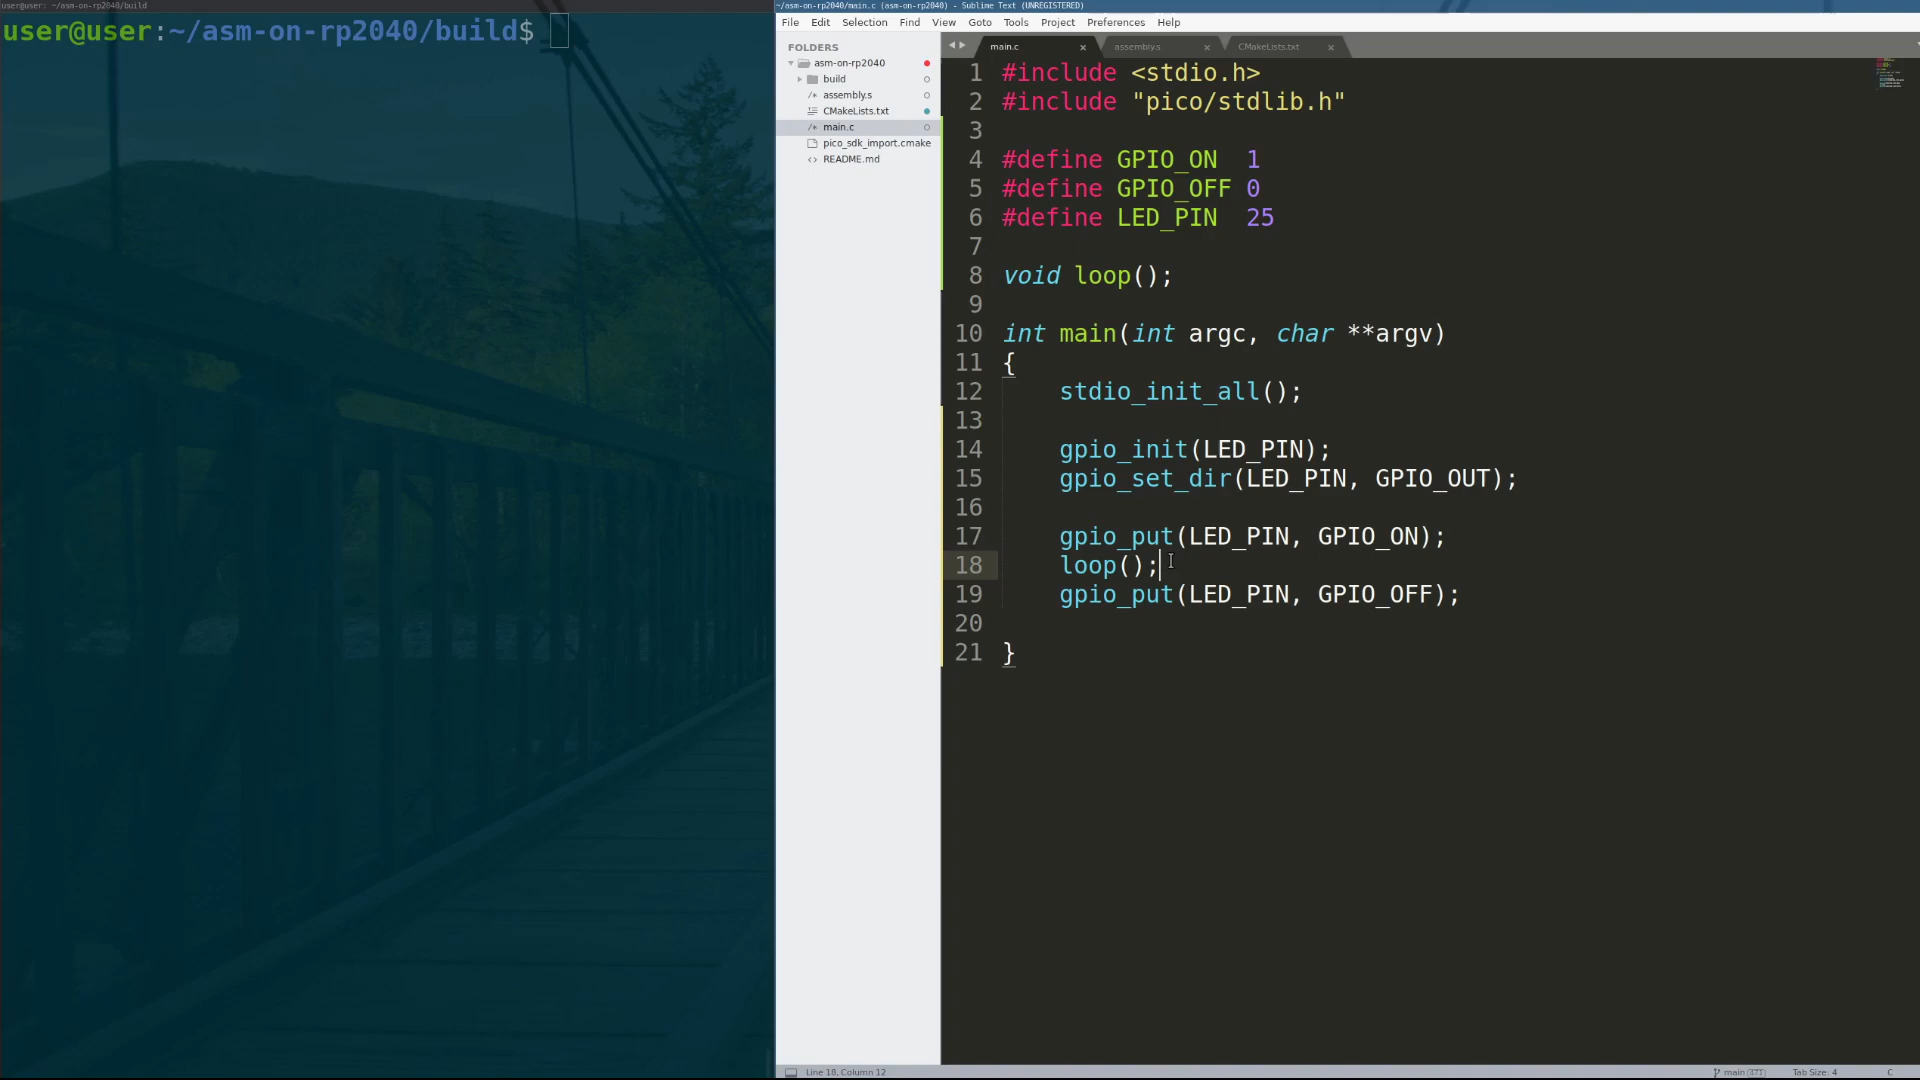 user@user: ~/asm-on-rp2040/build
user@user:~/asm-on-rp2040/build$
~/asm-on-rp2040/main.c (asm-on-rp2040) - Sublime Text (UNREGISTERED)
File Edit Selection Find View Goto Tools Project Preferences Help
FOLDERS
asm-on-rp2040
build
assembly.s
CMakeLists.txt
main.c
pico_sdk_import.cmake
README.md
main.c assembly.s CMakeLists.txt
1 #include <stdio.h>
2 #include "pico/stdlib.h"
3
4 #define GPIO_ON 1
5 #define GPIO_OFF 0
6 #define LED_PIN 25
7
8 void loop();
9
10 int main(int argc, char **argv)
11 {
12 stdio_init_all();
13
14 gpio_init(LED_PIN);
15 gpio_set_dir(LED_PIN, GPIO_OUT);
16
17 gpio_put(LED_PIN, GPIO_ON);
18 loop();
19 gpio_put(LED_PIN, GPIO_OFF);
20
21 }
Line 18, Column 12
main
Tab Size: 4
C